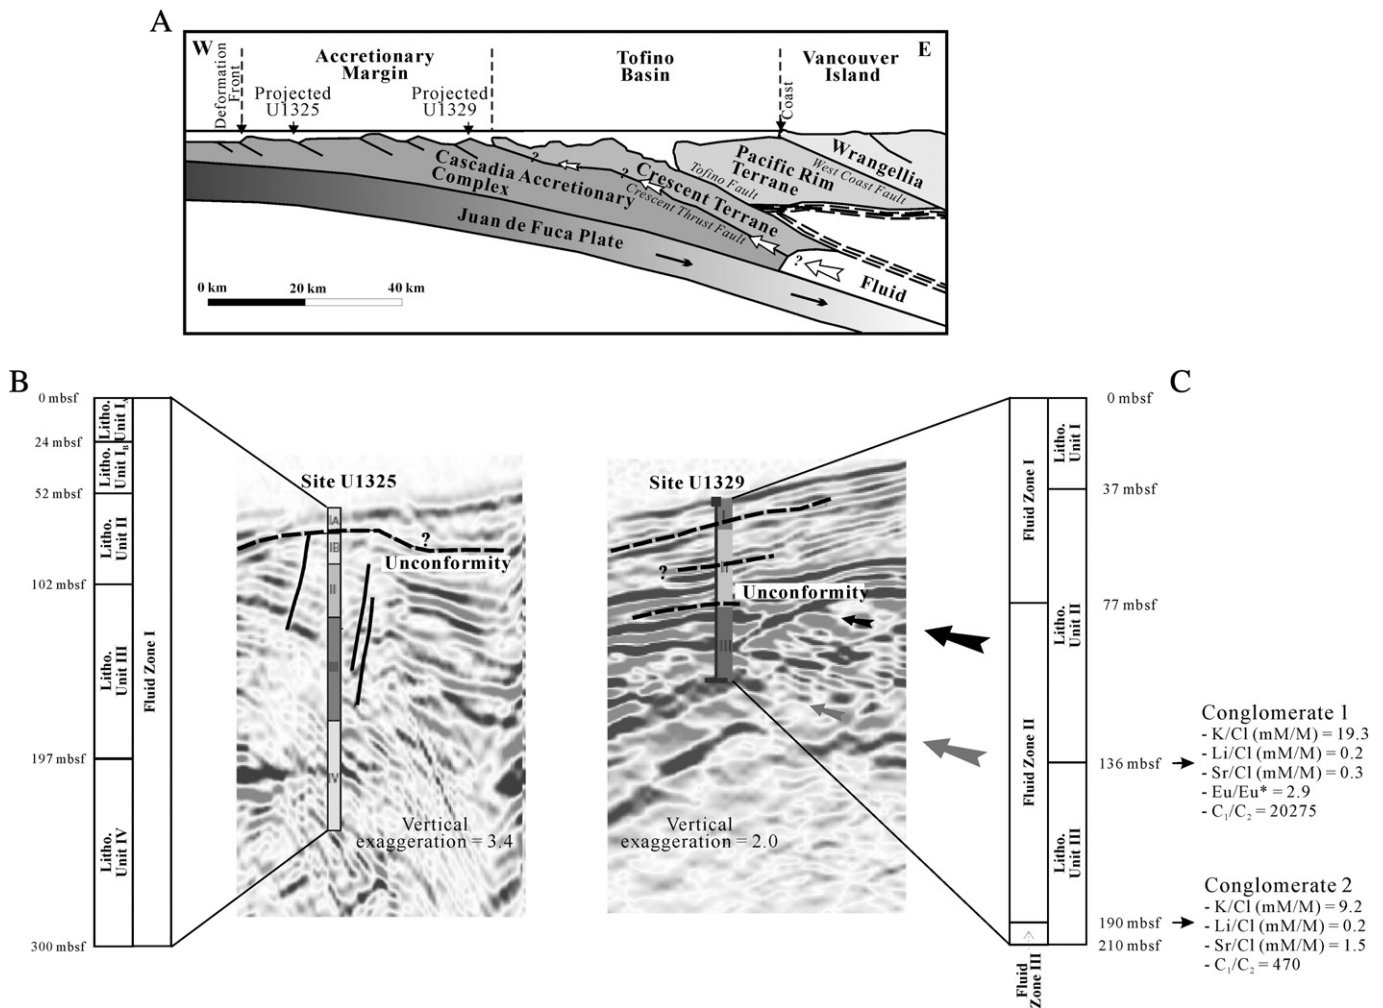 A
W
E
Deformation
Front
Accretionary
Margin
Tofino
Basin
Vancouver
Island
Projected
U1325
Projected
U1329
Coast
?
?
Cascadia Accretionary
Complex
Crescent Terrane
Crescent Thrust Fault
Tofino Fault
Pacific Rim
Terrane
West Coast Fault
Wrangellia
Juan de Fuca Plate
?
Fluid
0 km
20 km
40 km
B
0 mbsf
24 mbsf
52 mbsf
102 mbsf
197 mbsf
300 mbsf
Litho.
Unit IA
Litho.
Unit IB
Litho.
Unit II
Litho.
Unit III
Litho.
Unit IV
Fluid Zone I
Site U1325
IA
IB
II
III
IV
?
Unconformity
Vertical
exaggeration = 3.4
Site U1329
I
II
III
?
Unconformity
Vertical
exaggeration = 2.0
C
Fluid Zone I
Fluid Zone II
Fluid
Zone III
?
Litho.
Unit I
Litho.
Unit II
Litho.
Unit III
0 mbsf
37 mbsf
77 mbsf
136 mbsf
190 mbsf
210 mbsf
Conglomerate 1
- K/Cl (mM/M) = 19.3
- Li/Cl (mM/M) = 0.2
- Sr/Cl (mM/M) = 0.3
- Eu/Eu* = 2.9
- C₁/C₂ = 20275
Conglomerate 2
- K/Cl (mM/M) = 9.2
- Li/Cl (mM/M) = 0.2
- Sr/Cl (mM/M) = 1.5
- C₁/C₂ = 470